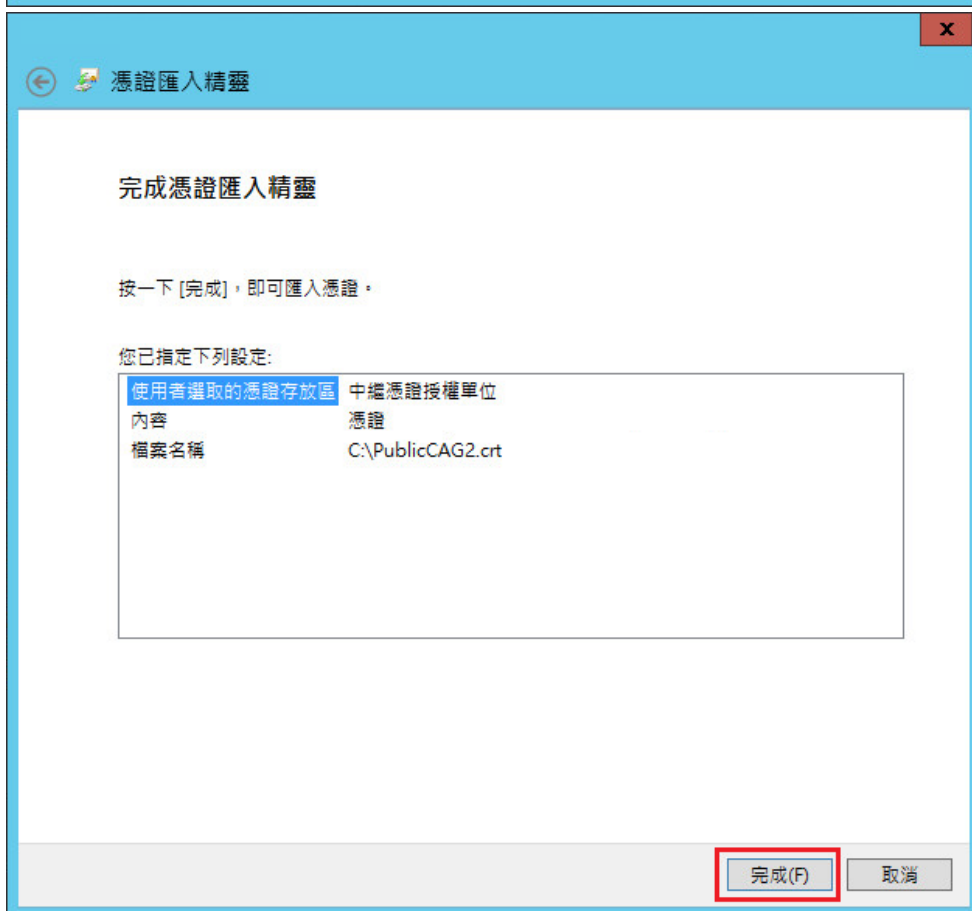 x
憑證匯入精靈
完成憑證匯入精靈
按一下 [完成]，即可匯入憑證。
您已指定下列設定:
使用者選取的憑證存放區 中繼憑證授權單位
內容 憑證
檔案名稱 C:\PublicCAG2.crt
完成(F) 取消